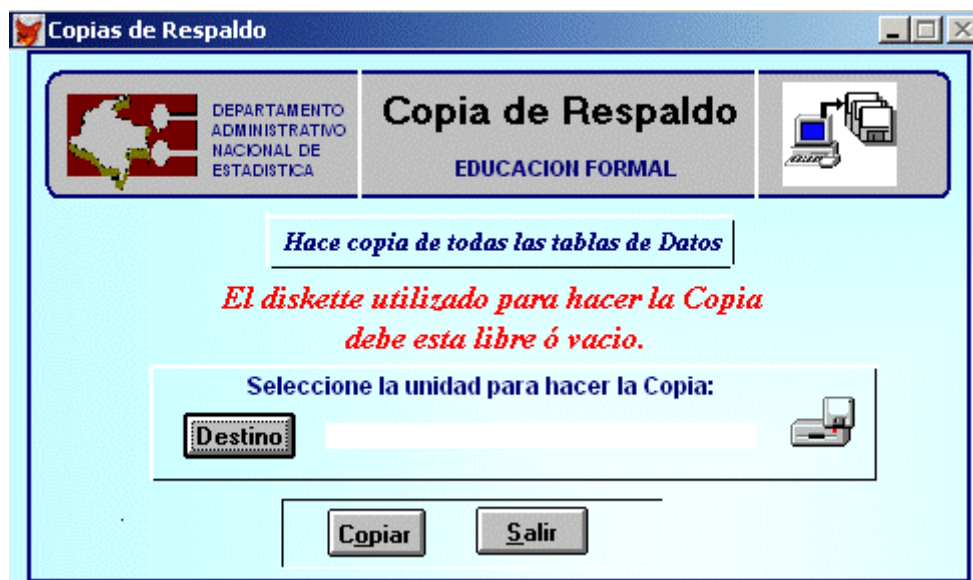 Copias de Respaldo
DEPARTAMENTO
ADMINISTRATIVO
NACIONAL DE
ESTADISTICA
Copia de Respaldo
EDUCACION FORMAL
Hace copia de todas las tablas de Datos
El diskette utilizado para hacer la Copia
debe esta libre ó vacio.
Seleccione la unidad para hacer la Copia:
Destino
Copiar
Salir